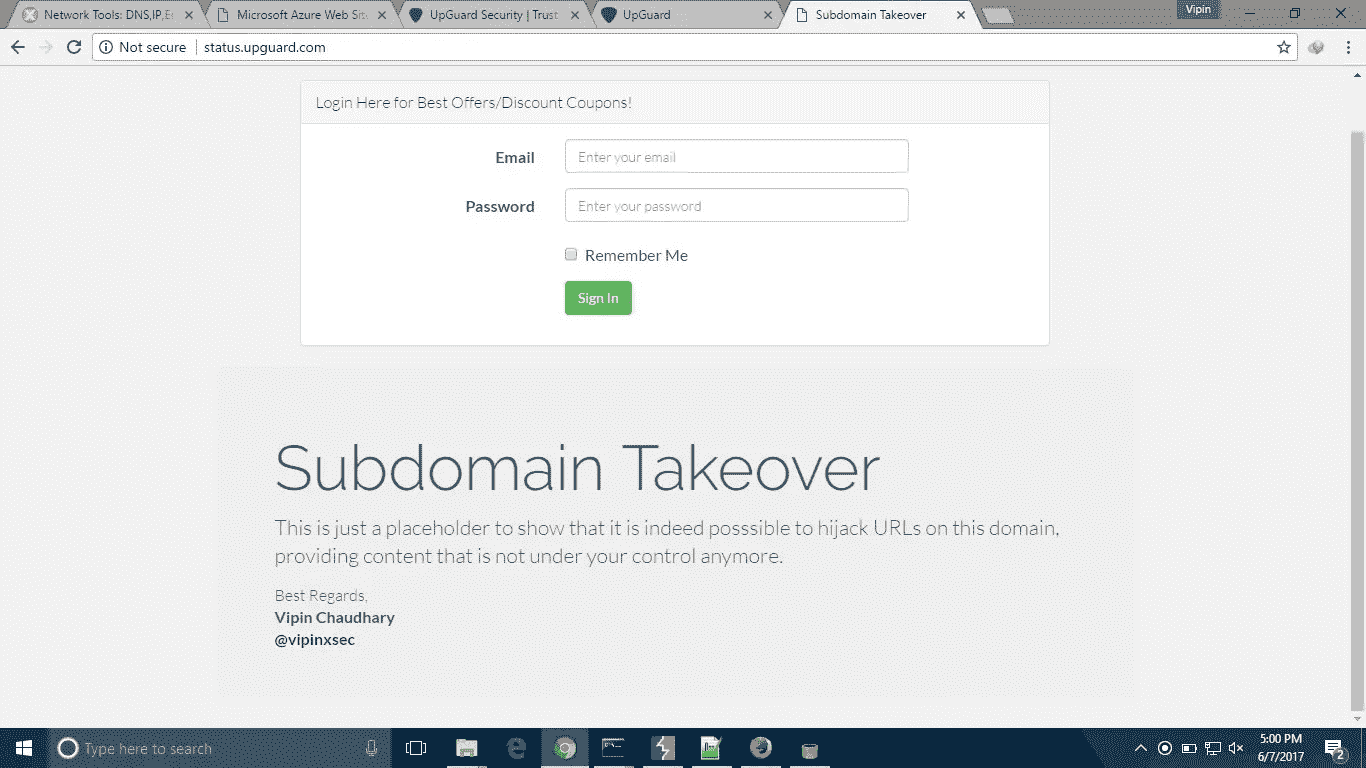 Network Tools: DNS,IP,E
Microsoft Azure Web Sit
UpGuard Security | Trust
UpGuard
Subdomain Takeover
Vipin
Not secure
status.upguard.com
Login Here for Best Offers/Discount Coupons!
Email
Enter your email
Password
Enter your password
Remember Me
Sign In
Subdomain Takeover
This is just a placeholder to show that it is indeed posssible to hijack URLs on this domain,
providing content that is not under your control anymore.
Best Regards,
Vipin Chaudhary
@vipinxsec
Type here to search
5:00 PM
6/7/2017
2